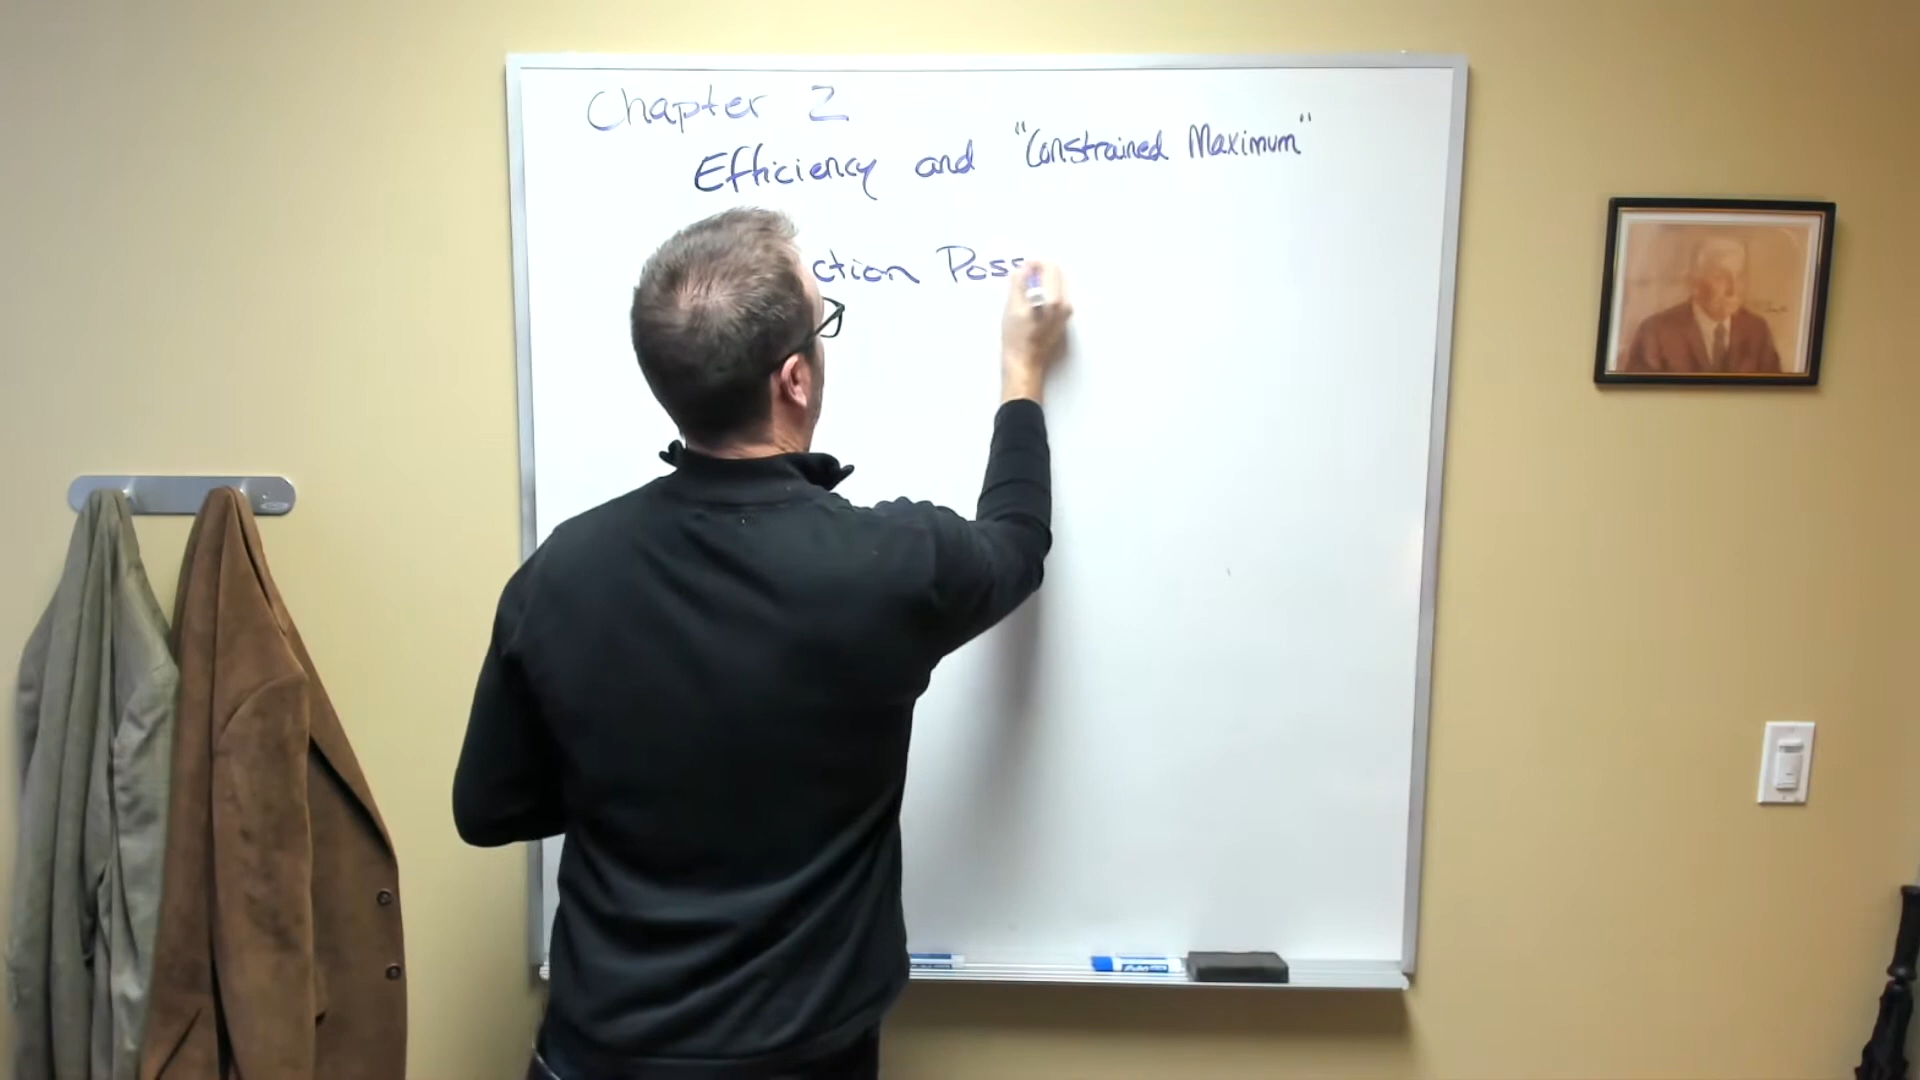 Chapter 2
Efficiency and "Constrained Maximum"
ction Poss